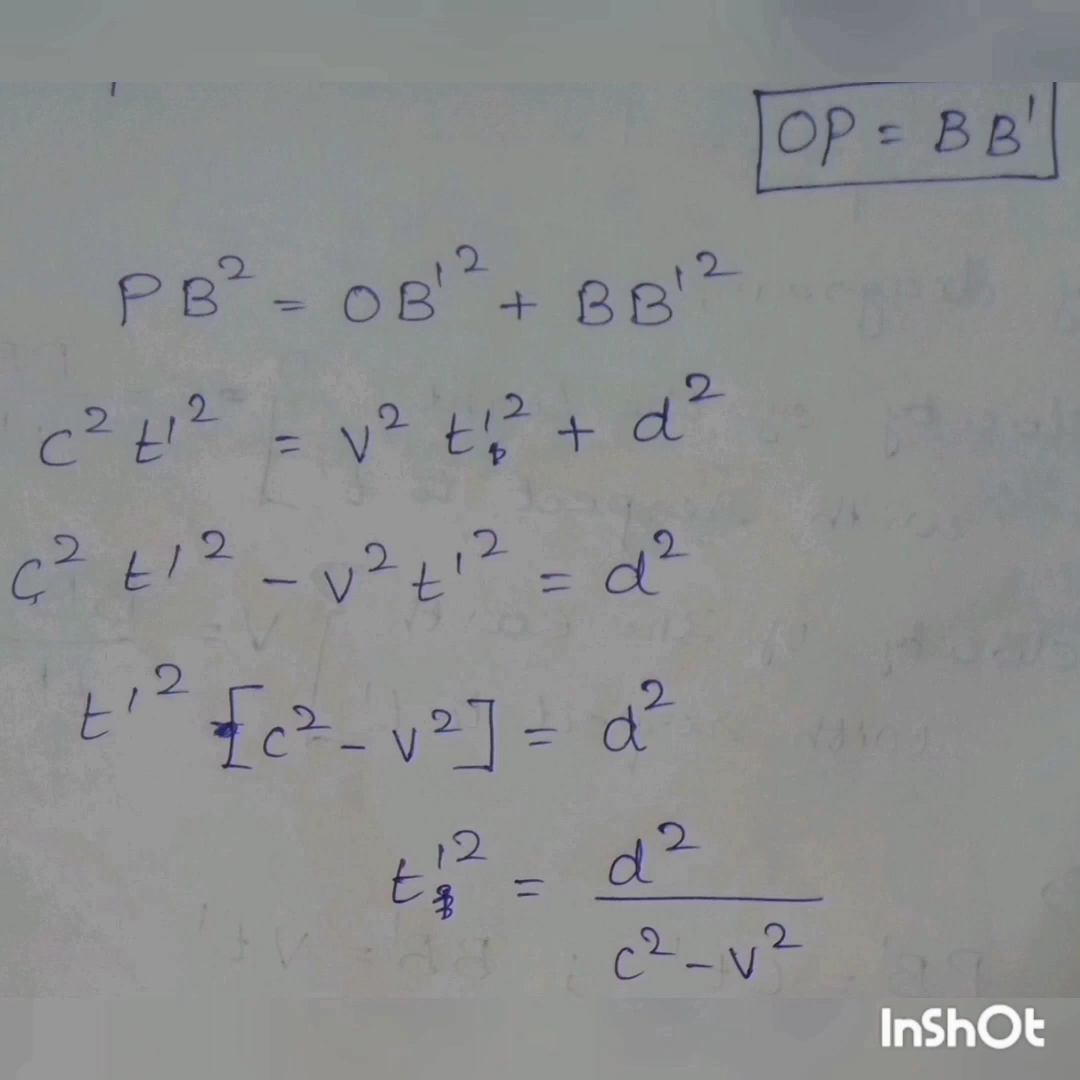 OP = BB'
PB² = OB'² + BB'²
c² t'² = v² t'² + d²
c² t'² - v² t'² = d²
t'² [c² - v²] = d²
t'² = d² / c² - v²
InShOt